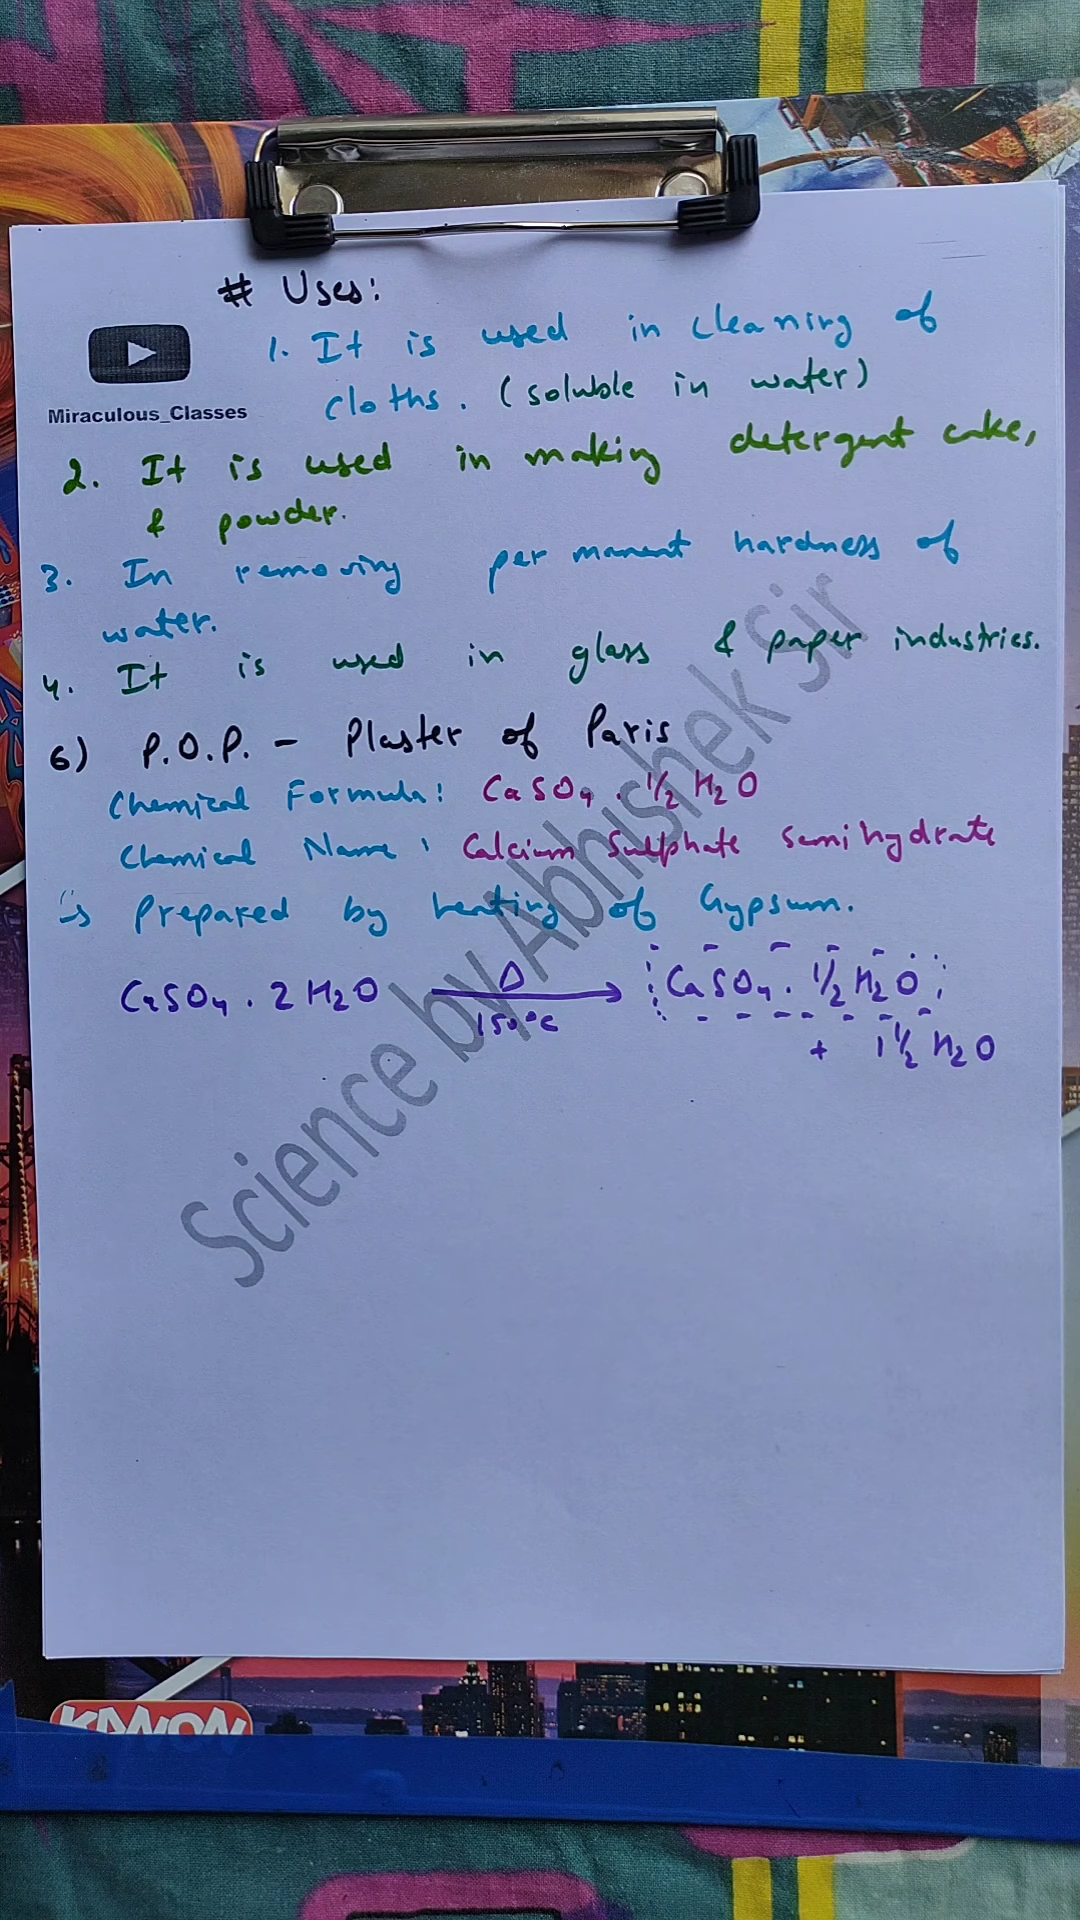 # Uses:
1. It is used in cleaning of
Miraculous_Classes
cloths. (soluble in water)
2. It is used in making detergent cake,
& powder.
3. In removing permanent hardness of
water.
4. It is used in glass & paper industries.
6) P.O.P. - Plaster of Paris
Chemical Formula: CaSO4 . 1/2 H2O
Chemical Name: Calcium Sulphate semihydrate
is Prepared by heating of Gypsum.
CaSO4 . 2H2O Δ → CaSO4 . 1/2 H2O
150°C
+ 1 1/2 H2O
Science by Abhishek Sir